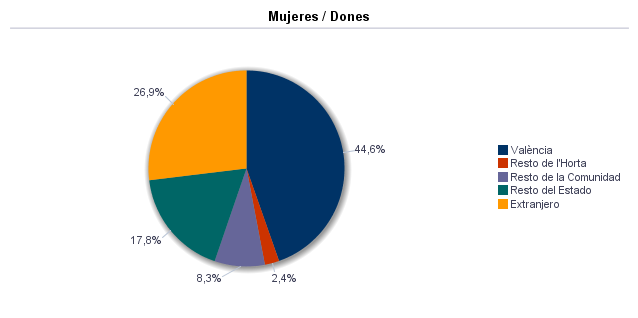 Mujeres / Dones
26,9%
44,6%
17,8%
8,3%
2,4%
València
Resto de l'Horta
Resto de la Comunidad
Resto del Estado
Extranjero